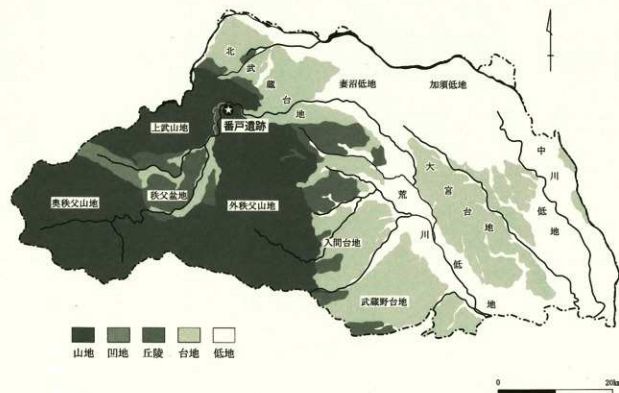 北武蔵台地
妻沼低地
加須低地
上武山地
番戸遺跡
中川低地
大宮台地
奥秩父山地
秩父盆地
外秩父山地
荒川低地
入間台地
武蔵野台地
山地
凹地
丘陵
台地
低地
0
20km